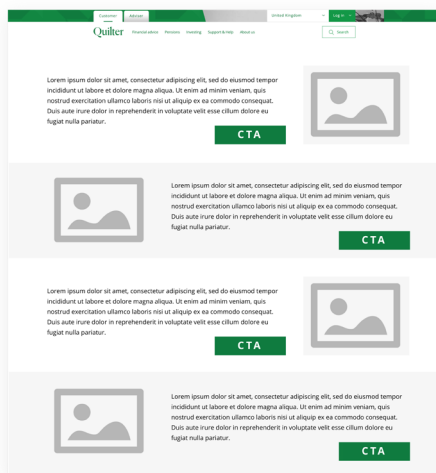 Customer Adviser United Kingdom Log in
Quilter Financial advice Pensions Investing Support & Help About us Search
Lorem ipsum dolor sit amet, consectetur adipiscing elit, sed do eiusmod tempor
incididunt ut labore et dolore magna aliqua. Ut enim ad minim veniam, quis
nostrud exercitation ullamco laboris nisi ut aliquip ex ea commodo consequat.
Duis aute irure dolor in reprehenderit in voluptate velit esse cillum dolore eu
fugiat nulla pariatur.
CTA
Lorem ipsum dolor sit amet, consectetur adipiscing elit, sed do eiusmod tempor
incididunt ut labore et dolore magna aliqua. Ut enim ad minim veniam, quis
nostrud exercitation ullamco laboris nisi ut aliquip ex ea commodo consequat.
Duis aute irure dolor in reprehenderit in voluptate velit esse cillum dolore eu
fugiat nulla pariatur.
CTA
Lorem ipsum dolor sit amet, consectetur adipiscing elit, sed do eiusmod tempor
incididunt ut labore et dolore magna aliqua. Ut enim ad minim veniam, quis
nostrud exercitation ullamco laboris nisi ut aliquip ex ea commodo consequat.
Duis aute irure dolor in reprehenderit in voluptate velit esse cillum dolore eu
fugiat nulla pariatur.
CTA
Lorem ipsum dolor sit amet, consectetur adipiscing elit, sed do eiusmod tempor
incididunt ut labore et dolore magna aliqua. Ut enim ad minim veniam, quis
nostrud exercitation ullamco laboris nisi ut aliquip ex ea commodo consequat.
Duis aute irure dolor in reprehenderit in voluptate velit esse cillum dolore eu
fugiat nulla pariatur.
CTA